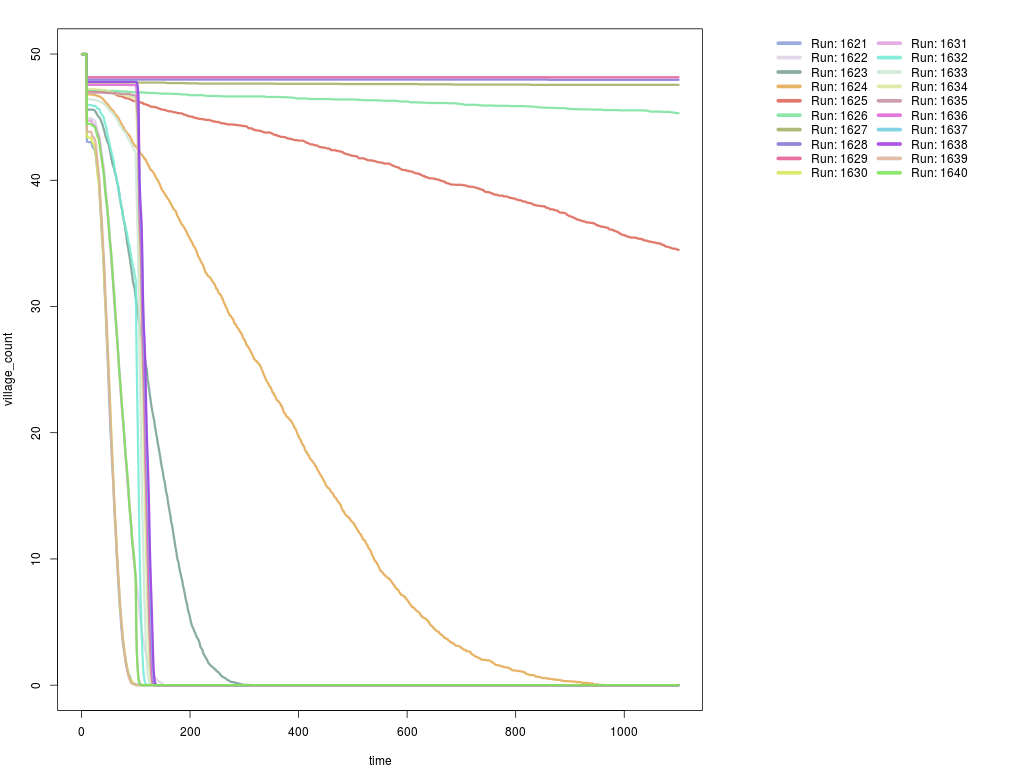 50
40
30
20
10
0
village_count
0 200 400 600 800 1000
time
Run: 1621 Run: 1631
Run: 1622 Run: 1632
Run: 1623 Run: 1633
Run: 1624 Run: 1634
Run: 1625 Run: 1635
Run: 1626 Run: 1636
Run: 1627 Run: 1637
Run: 1628 Run: 1638
Run: 1629 Run: 1639
Run: 1630 Run: 1640